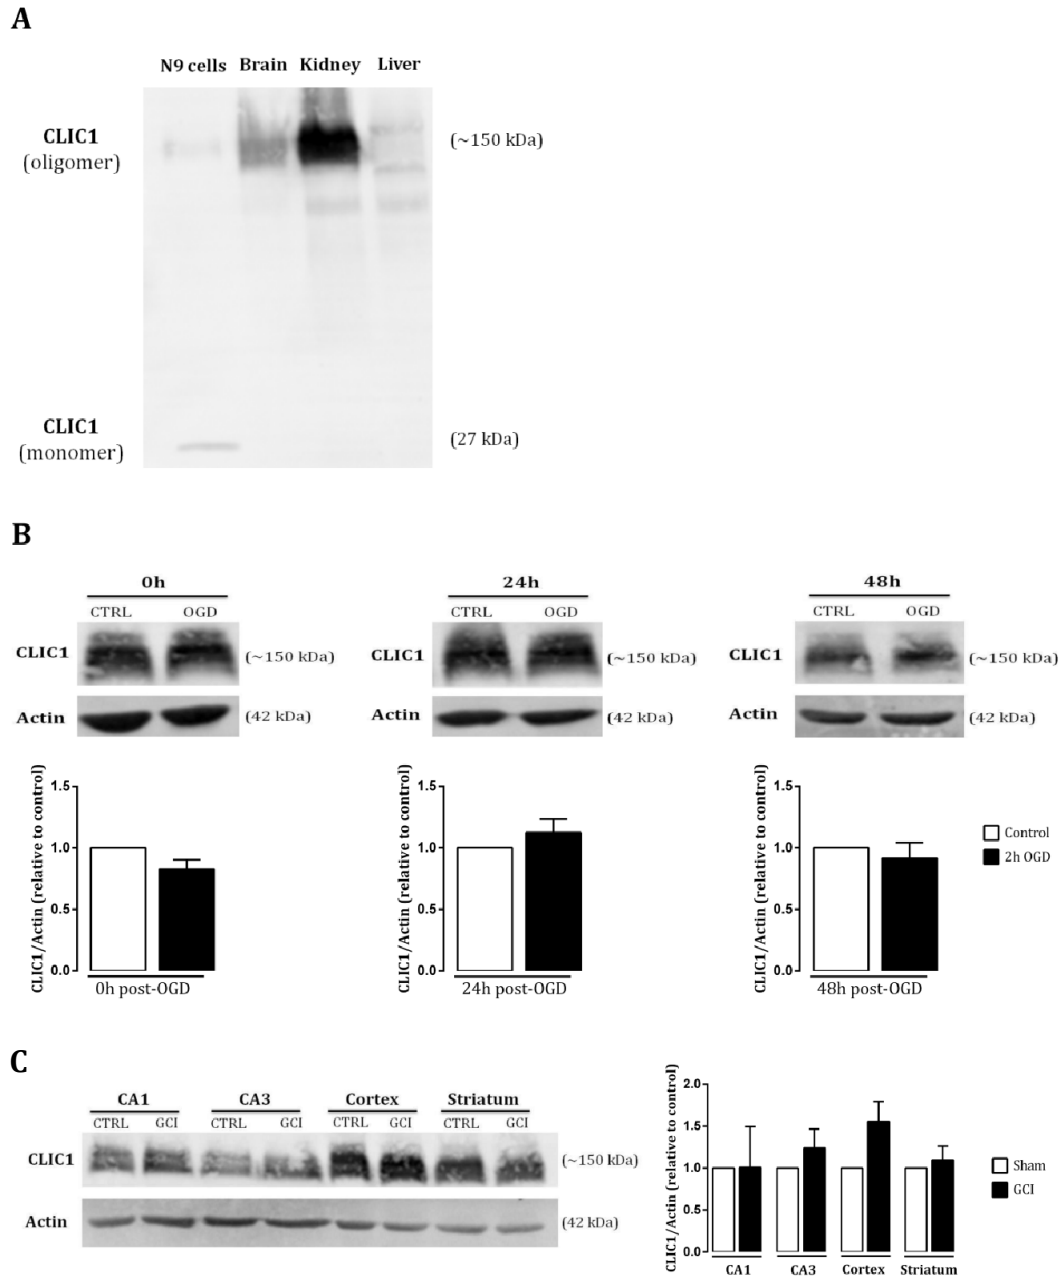 A
N9 cells Brain Kidney Liver
CLIC1
(oligomer)
(~150 kDa)
CLIC1
(monomer)
(27 kDa)
B
0h
CTRL OGD
CLIC1
(~150 kDa)
Actin
(42 kDa)
24h
CTRL OGD
CLIC1
(~150 kDa)
Actin
(42 kDa)
48h
CTRL OGD
CLIC1
(~150 kDa)
Actin
(42 kDa)
CLIC1/Actin (relative to control)
1.5
1.0
0.5
0.0
0h post-OGD
CLIC1/Actin (relative to control)
1.5
1.0
0.5
0.0
24h post-OGD
CLIC1/Actin (relative to control)
1.5
1.0
0.5
0.0
48h post-OGD
Control
2h OGD
C
CA1 CA3 Cortex Striatum
CTRL GCI CTRL GCI CTRL GCI CTRL GCI
CLIC1
(~150 kDa)
Actin
(42 kDa)
CLIC1/Actin (relative to control)
2.0
1.5
1.0
0.5
0.0
CA1 CA3 Cortex Striatum
Sham
GCI